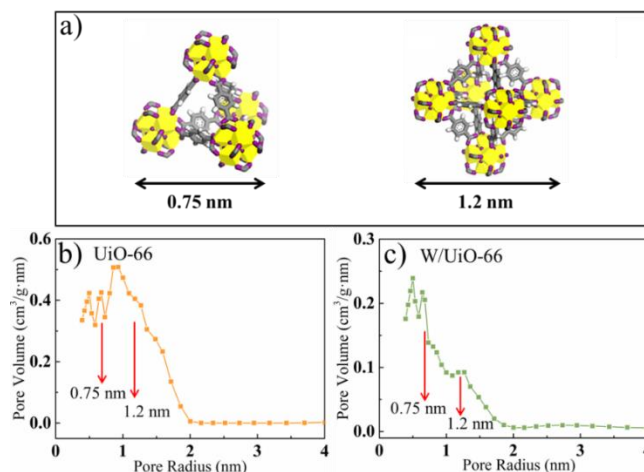 a)
0.75 nm
1.2 nm
b)
UiO-66
Pore Volume (cm³/g·nm)
0.6
0.4
0.2
0.0
0.75 nm
1.2 nm
0 1 2 3 4
Pore Radius (nm)
c)
W/UiO-66
Pore Volume (cm³/g·nm)
0.3
0.2
0.1
0.0
0.75 nm
1.2 nm
0 1 2 3
Pore Radius (nm)